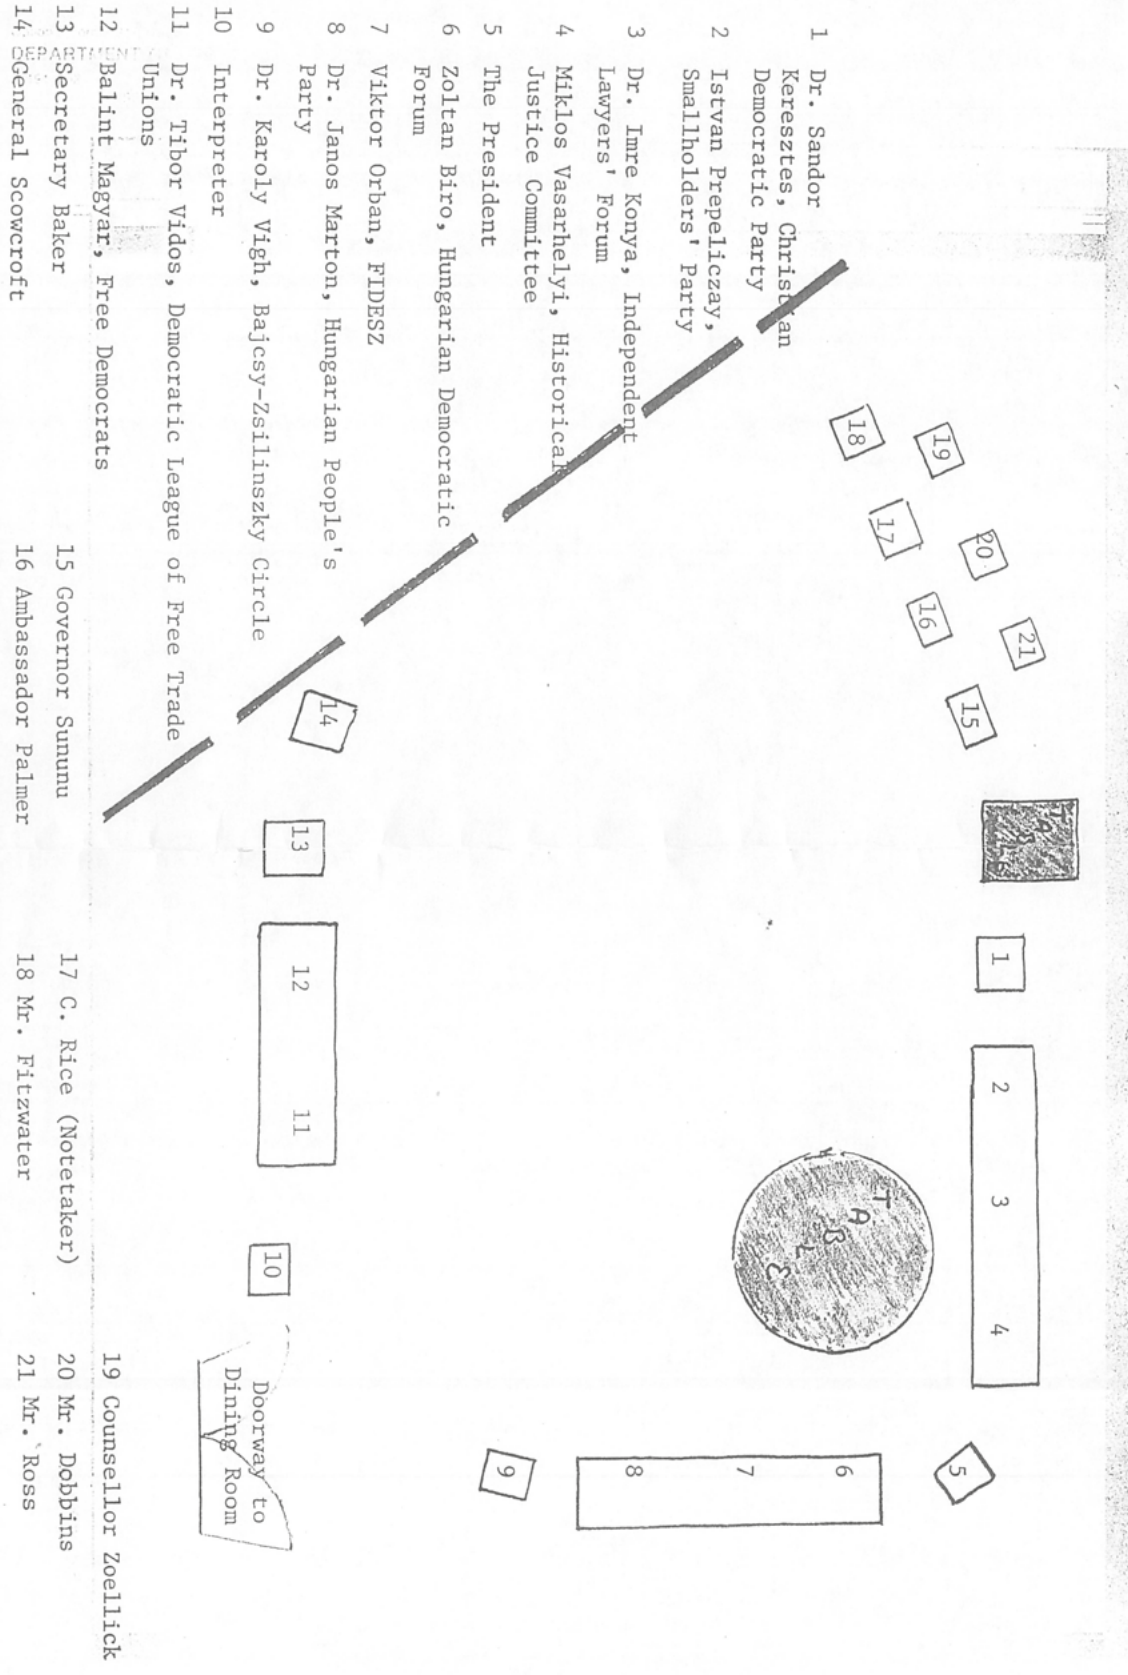 1 Dr. Sandor
Keresztes, Christian
Democratic Party
2 Istvan Prepeliczay,
Smallholders' Party
3 Dr. Imre Konya, Independent
Lawyers' Forum
4 Miklos Vasarhelyi, Historical
Justice Committee
5 The President
6 Zoltan Biro, Hungarian Democratic
Forum
7 Viktor Orban, FIDESZ
8 Dr. Janos Marton, Hungarian People's
Party
9 Dr. Karoly Vigh, Bajcsy-Zsilinszky Circle
10 Interpreter
11 Dr. Tibor Vidos, Democratic League of Free Trade
Unions
12 Balint Magyar, Free Democrats
13 Secretary Baker
14 General Scowcroft
15 Governor Sununu
16 Ambassador Palmer
17 C. Rice (Notetaker)
18 Mr. Fitzwater
19 Counsellor Zoellick
20 Mr. Dobbins
21 Mr. Ross
18
19
17
20
16
21
15
TABLE
1
2 3 4
TABLE
5
6
7
8
9
14
13
12 11
10
Doorway to
Dining Room
DEPARTMENT